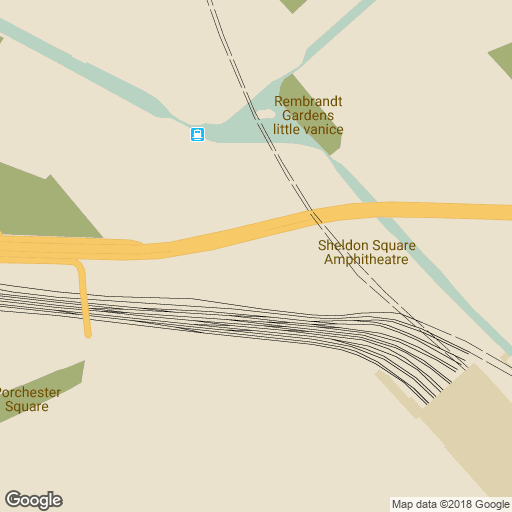 Rembrandt
Gardens
little vanice
Sheldon Square
Amphitheatre
Porchester
Square
Google
Map data ©2018 Google